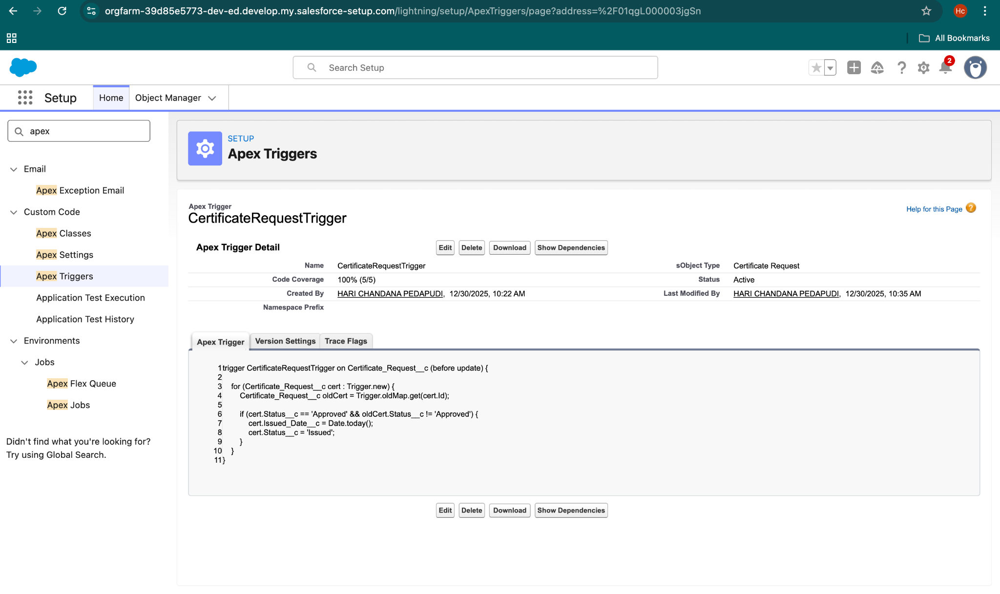 orgfarm-39d85e5773-dev-ed.develop.my.salesforce-setup.com/lightning/setup/ApexTriggers/page?address=%2F01qgL000003jgSn
Hc
All Bookmarks
Search Setup
2
Setup
Home
Object Manager
apex
Email
Apex Exception Email
Custom Code
Apex Classes
Apex Settings
Apex Triggers
Application Test Execution
Application Test History
Environments
Jobs
Apex Flex Queue
Apex Jobs
Didn't find what you're looking for?
Try using Global Search.
SETUP
Apex Triggers
Apex Trigger
CertificateRequestTrigger
Help for this Page
Apex Trigger Detail
Edit Delete Download Show Dependencies
Name CertificateRequestTrigger sObject Type Certificate Request
Code Coverage 100% (5/5) Status Active
Created By HARI CHANDANA PEDAPUDI, 12/30/2025, 10:22 AM Last Modified By HARI CHANDANA PEDAPUDI, 12/30/2025, 10:35 AM
Namespace Prefix
Apex Trigger Version Settings Trace Flags
1 trigger CertificateRequestTrigger on Certificate_Request__c (before update) {
2
3 for (Certificate_Request__c cert : Trigger.new) {
4 Certificate_Request__c oldCert = Trigger.oldMap.get(cert.Id);
5
6 if (cert.Status__c == 'Approved' && oldCert.Status__c != 'Approved') {
7 cert.Issued_Date__c = Date.today();
8 cert.Status__c = 'Issued';
9 }
10 }
11 }
Edit Delete Download Show Dependencies